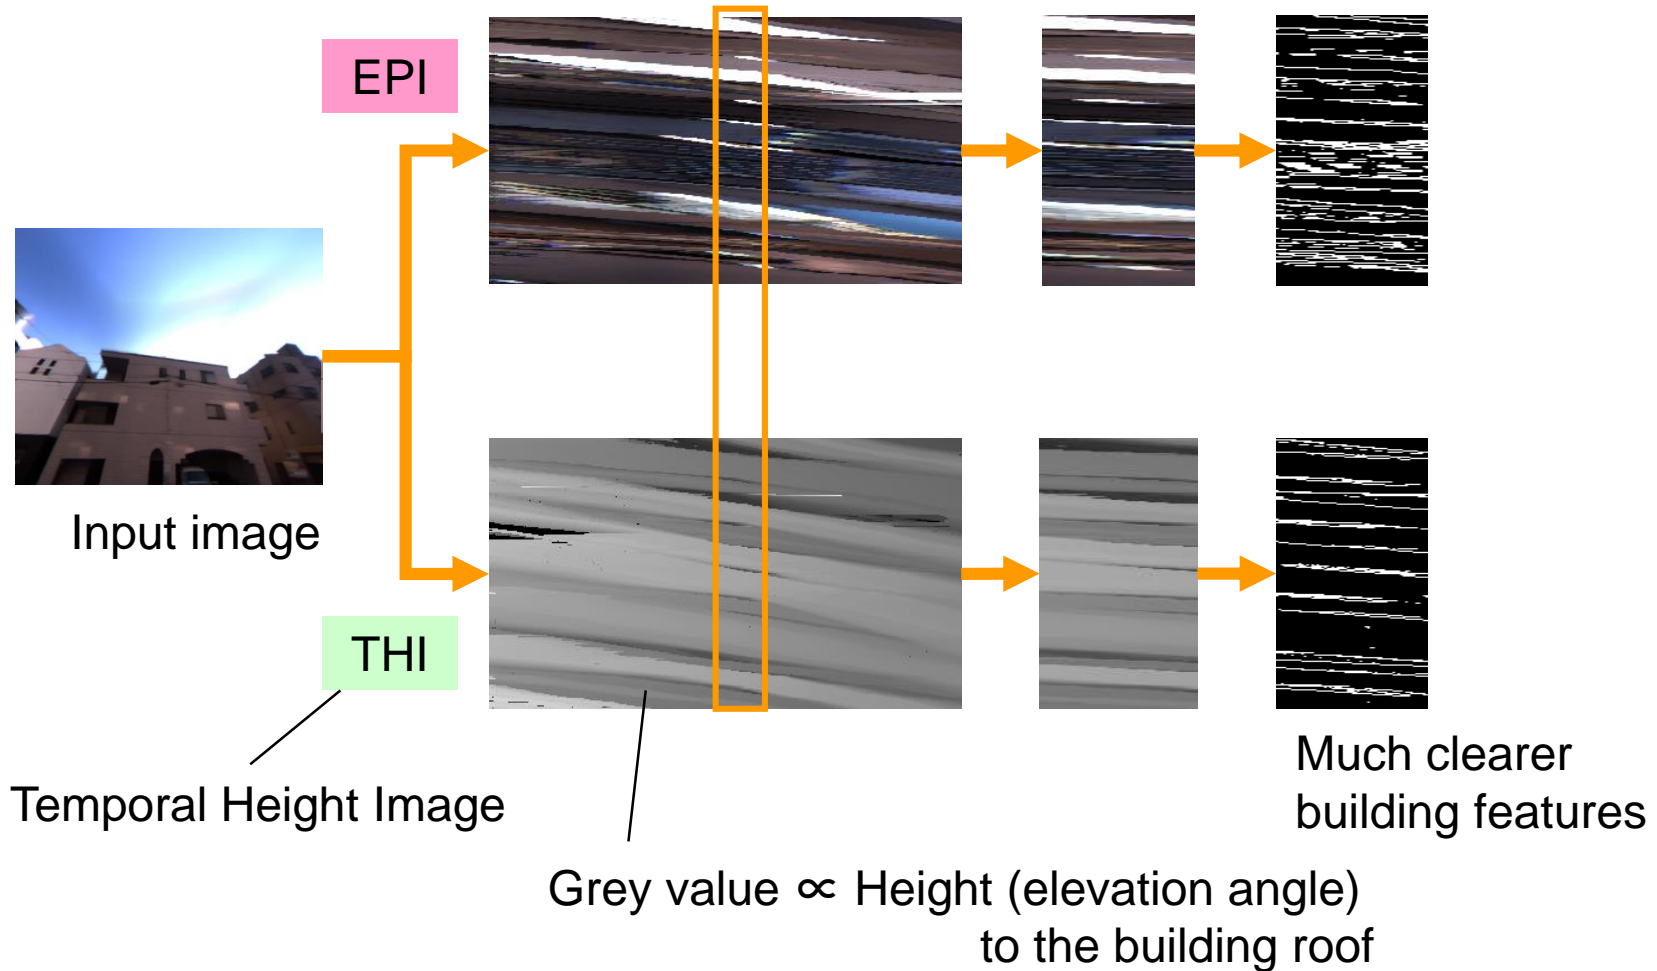 EPI
Input image
THI
Temporal Height Image
Much clearer
building features
Grey value ∝ Height (elevation angle)
to the building roof